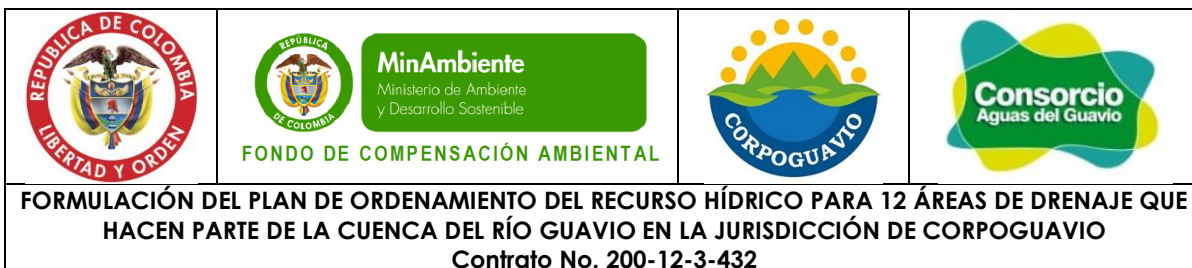 REPUBLICA DE COLOMBIA
LIBERTAD Y ORDEN
REPÚBLICA
DE COLOMBIA
MinAmbiente
Ministerio de Ambiente
y Desarrollo Sostenible
FONDO DE COMPENSACIÓN AMBIENTAL
CORPOGUAVIO
Consorcio
Aguas del Guavio
FORMULACIÓN DEL PLAN DE ORDENAMIENTO DEL RECURSO HÍDRICO PARA 12 ÁREAS DE DRENAJE QUE
HACEN PARTE DE LA CUENCA DEL RÍO GUAVIO EN LA JURISDICCIÓN DE CORPOGUAVIO
Contrato No. 200-12-3-432